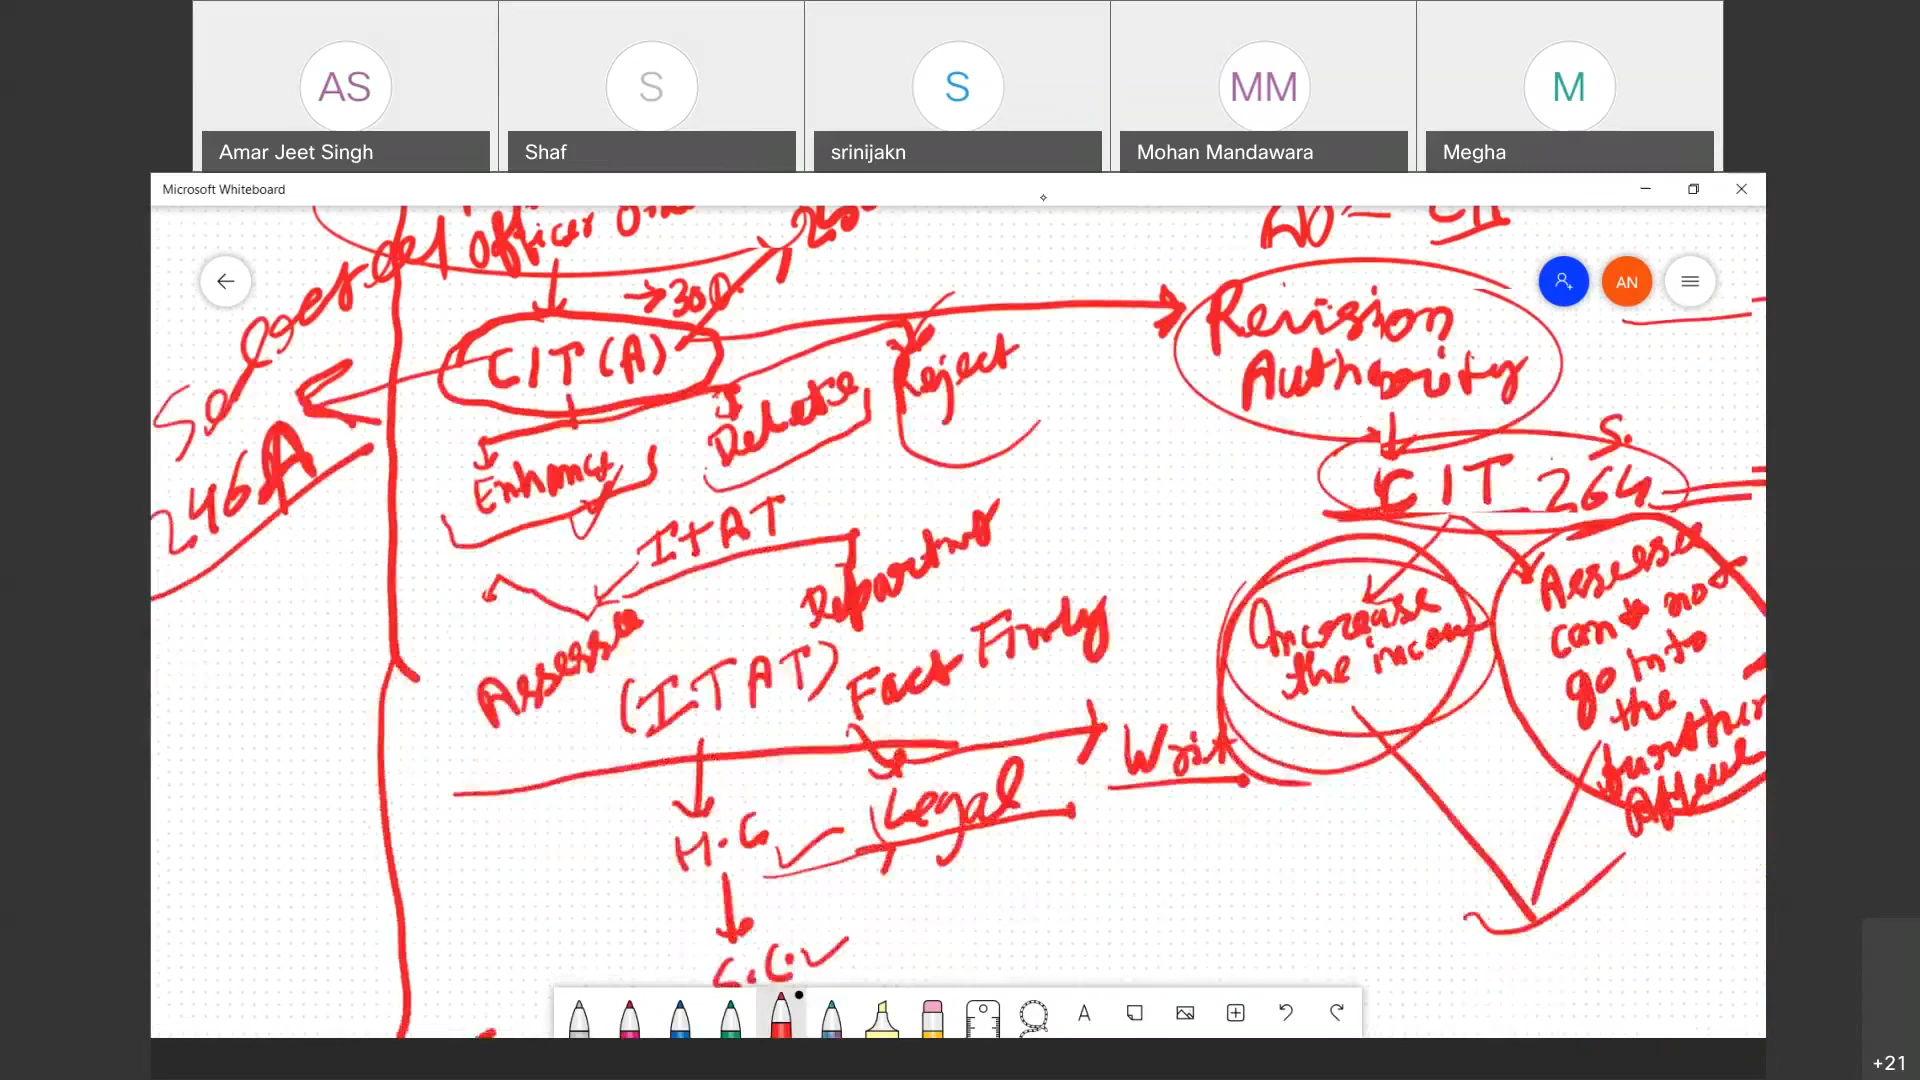 AS
S
S
MM
M
Amar Jeet Singh
Shaf
srinijakn
Mohan Mandawara
Megha
Microsoft Whiteboard
officer
→30D.
CIT(A)
246A
Reject
Revision
Authority
AN
S.
CIT 264
Enhance
ITAT
Assessee
(ITAT)
Fact Finding
Legal
Writ
H.C
S.C.
Increase
the income
Assessee
can not
go into
the
further
Appeal
A
+21